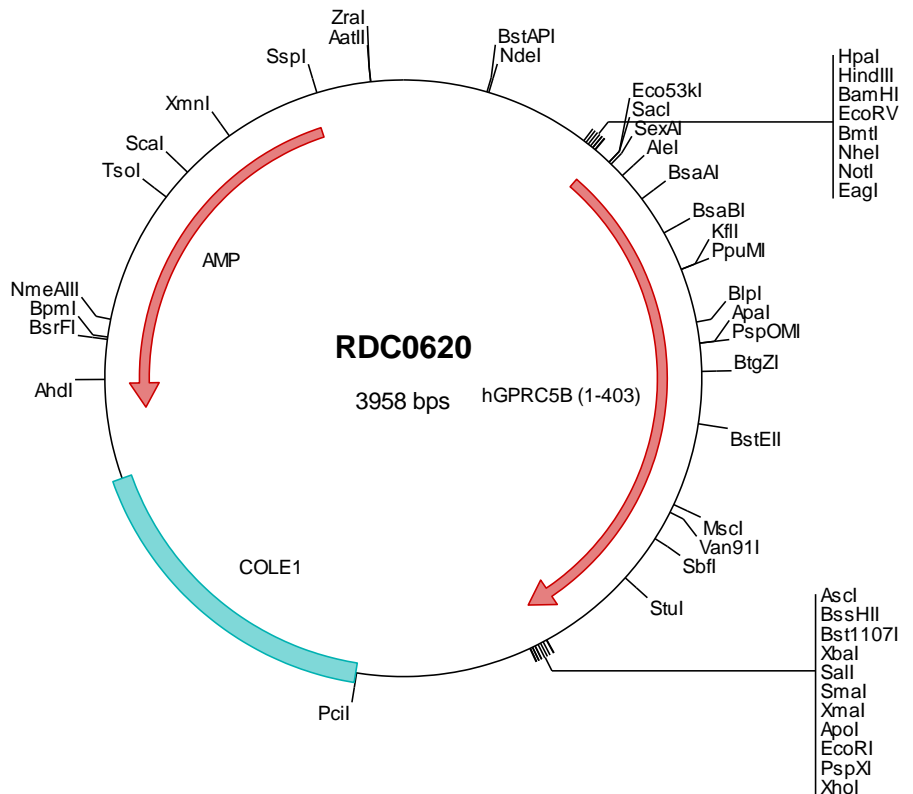 ZraI
AatII
SspI
XmnI
ScaI
TsoI
NmeAIII
BpmI
BsrFI
AhdI
BstAPI
NdeI
Eco53kI
SacI
SexAI
AleI
BsaAI
BsaBI
KflI
PpuMI
BlpI
ApaI
PspOMI
BtgZI
BstEII
MscI
Van91I
SbfI
StuI
HpaI
HindIII
BamHI
EcoRV
BmtI
NheI
NotI
EagI
AMP
RDC0620
3958 bps
hGPRC5B (1-403)
COLE1
PciI
AscI
BssHII
Bst1107I
XbaI
SalI
SmaI
XmaI
ApoI
EcoRI
PspXI
XhoI